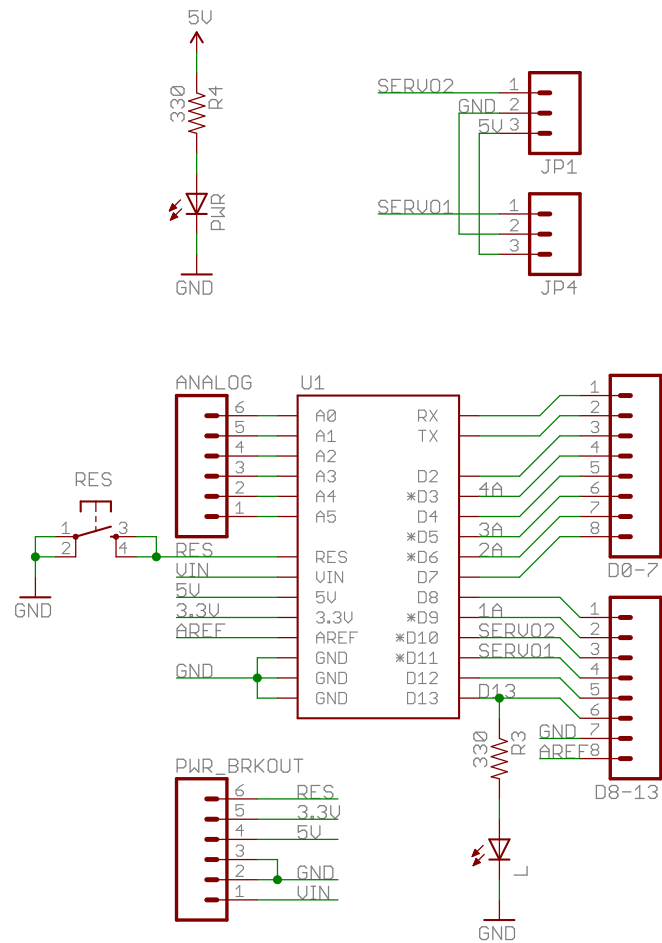 5V
330
R4
PWR
GND
SERVO2
GND
5V
1
2
3
JP1
SERVO1
1
2
3
JP4
ANALOG
6
5
4
3
2
1
U1
A0
A1
A2
A3
A4
A5
RES
VIN
5V
3.3V
AREF
GND
GND
GND
RX
TX
D2
*D3
D4
*D5
*D6
D7
D8
*D9
*D10
*D11
D12
D13
4A
3A
2A
1A
SERVO2
SERVO1
D13
1
2
3
4
5
6
7
8
D0-7
RES
1
2
3
4
GND
RES
VIN
5V
3.3V
AREF
GND
1
2
3
4
5
6
GND 7
AREF 8
D8-13
330
R3
L
GND
PWR_BRKOUT
6 RES
5 3.3V
4 5V
3
2 GND
1 VIN